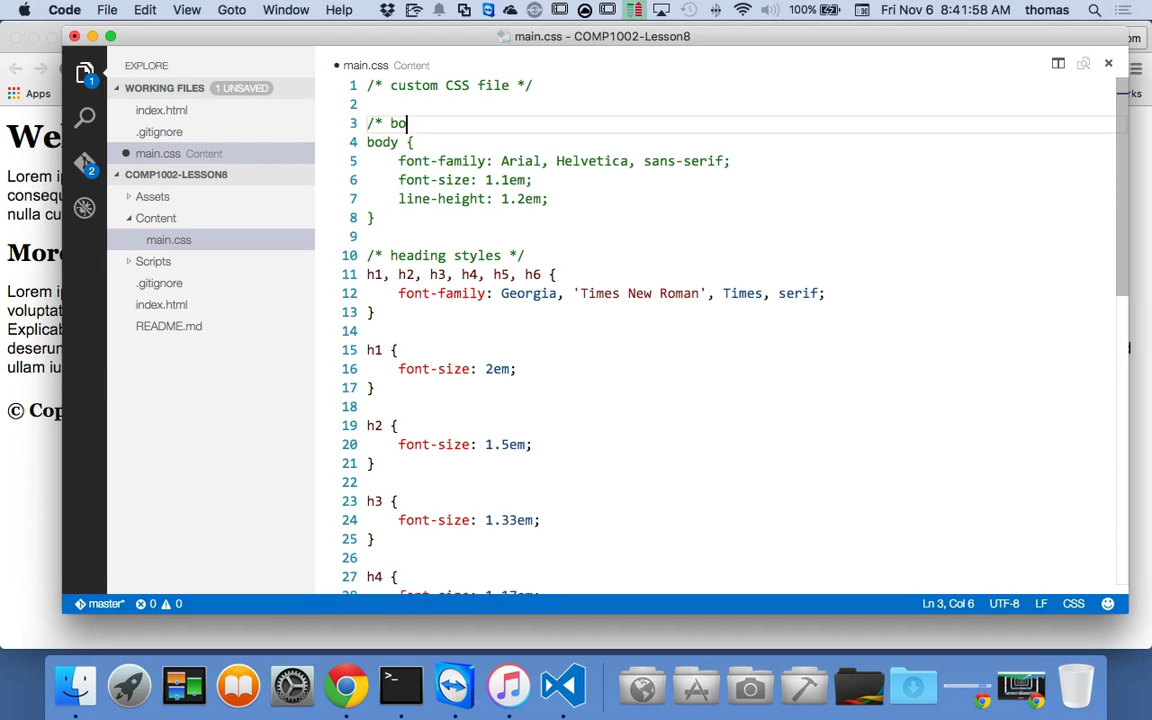 Code File Edit View Goto Window Help 100% Fri Nov 6 8:41:58 AM thomas
main.css - COMP1002-Lesson8
Apps
EXPLORE
WORKING FILES 1 UNSAVED
index.html
.gitignore
main.css Content
COMP1002-LESSON8
Assets
Content
main.css
Scripts
.gitignore
index.html
README.md
main.css Content
1 /* custom CSS file */
2
3 /* bo
4 body {
5 font-family: Arial, Helvetica, sans-serif;
6 font-size: 1.1em;
7 line-height: 1.2em;
8 }
9
10 /* heading styles */
11 h1, h2, h3, h4, h5, h6 {
12 font-family: Georgia, 'Times New Roman', Times, serif;
13 }
14
15 h1 {
16 font-size: 2em;
17 }
18
19 h2 {
20 font-size: 1.5em;
21 }
22
23 h3 {
24 font-size: 1.33em;
25 }
26
27 h4 {
master* 0 0 Ln 3, Col 6 UTF-8 LF CSS
Lorem
nulla cu
More
Lorem
© Cop